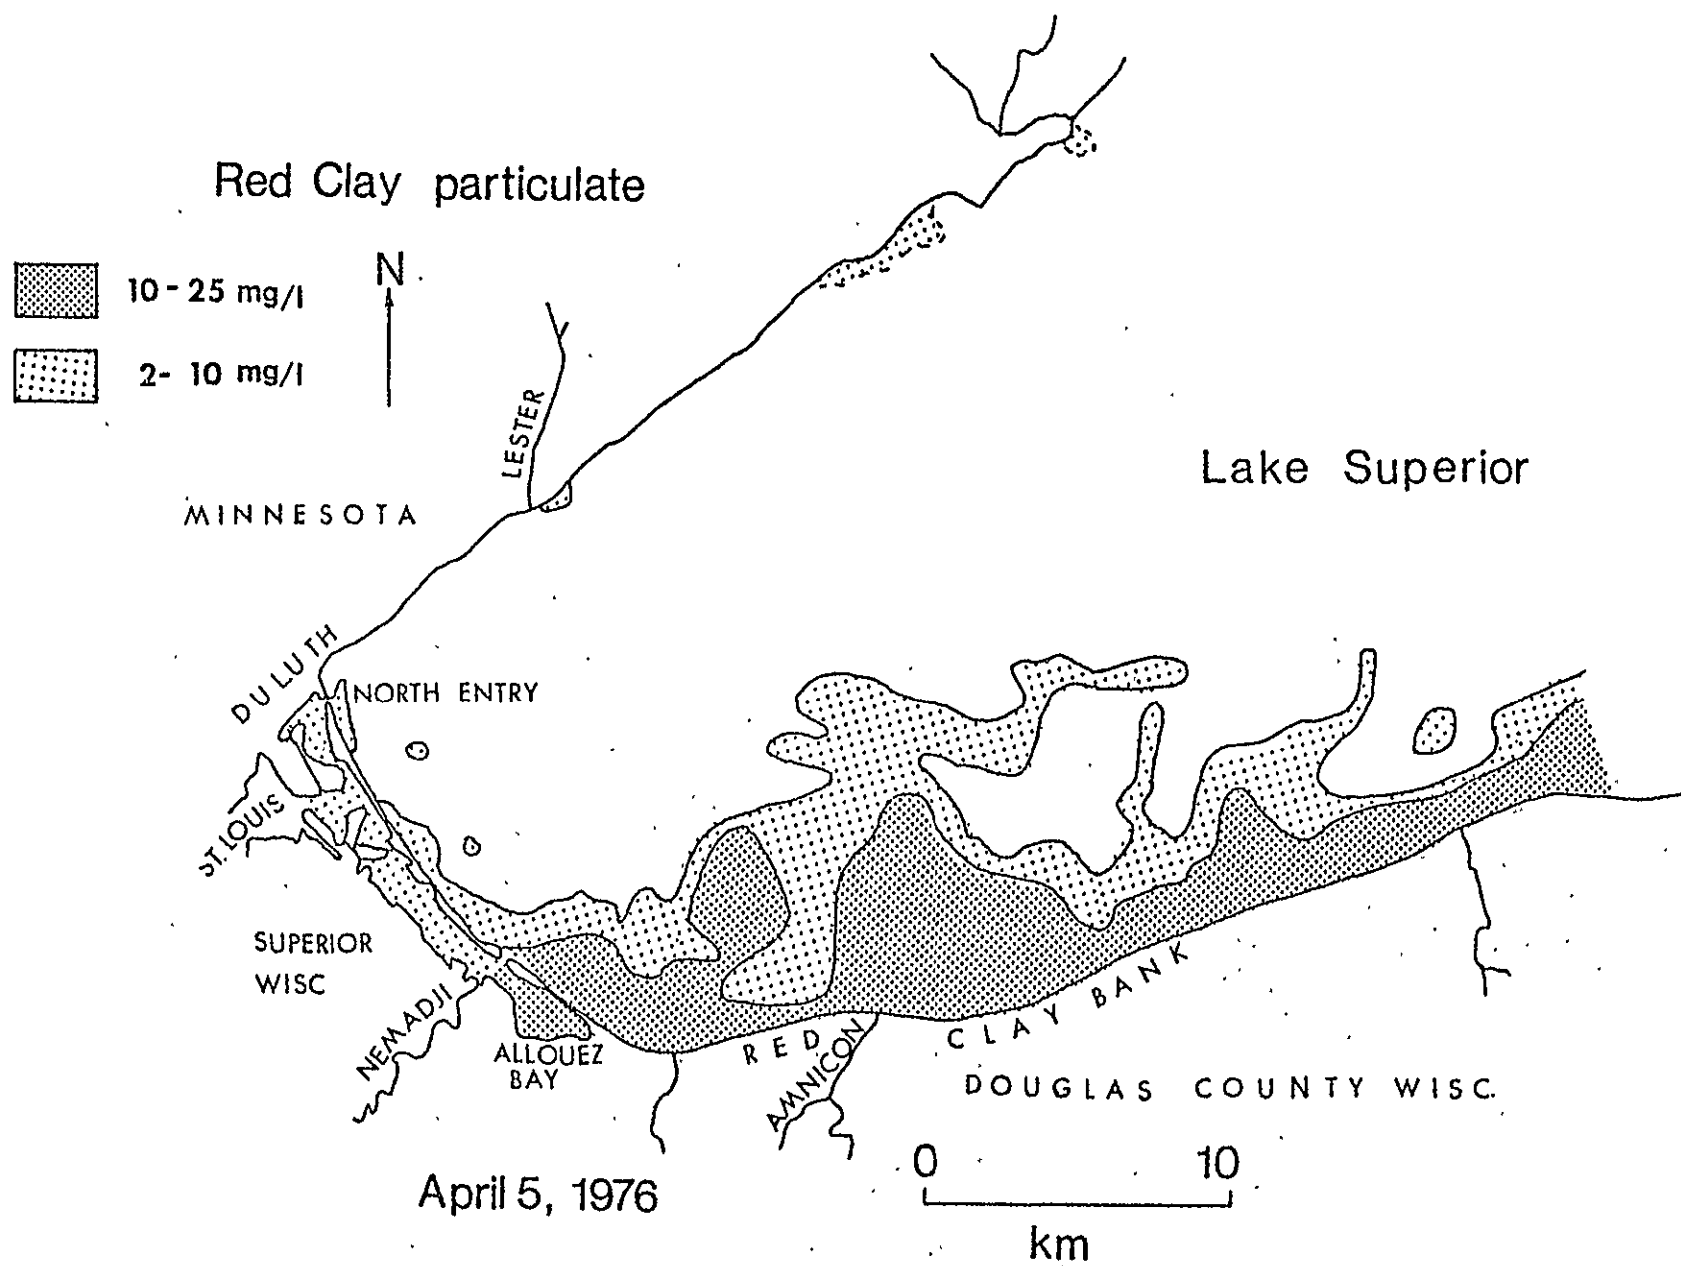 Red Clay particulate
10-25 mg/l
N
2-10 mg/l
LESTER
Lake Superior
MINNESOTA
DULUTH
NORTH ENTRY
ST. LOUIS
SUPERIOR
WISC
NEMADJI
ALLOUEZ
BAY
RED CLAY BANK
AMNICON
DOUGLAS COUNTY WISC.
April 5, 1976
0 10
km